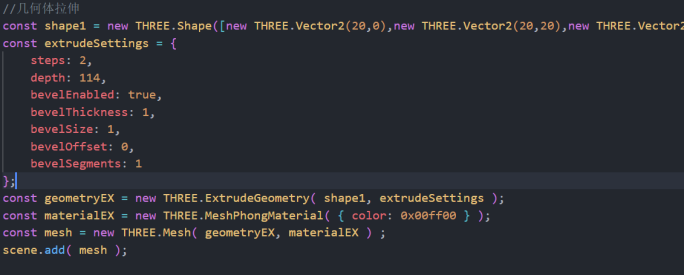 //几何体拉伸
const shape1 = new THREE.Shape([new THREE.Vector2(20,0),new THREE.Vector2(20,20),new THREE.Vector2
const extrudeSettings = {
steps: 2,
depth: 114,
bevelEnabled: true,
bevelThickness: 1,
bevelSize: 1,
bevelOffset: 0,
bevelSegments: 1
};
const geometryEX = new THREE.ExtrudeGeometry( shape1, extrudeSettings );
const materialEX = new THREE.MeshPhongMaterial( { color: 0x00ff00 } );
const mesh = new THREE.Mesh( geometryEX, materialEX ) ;
scene.add( mesh );